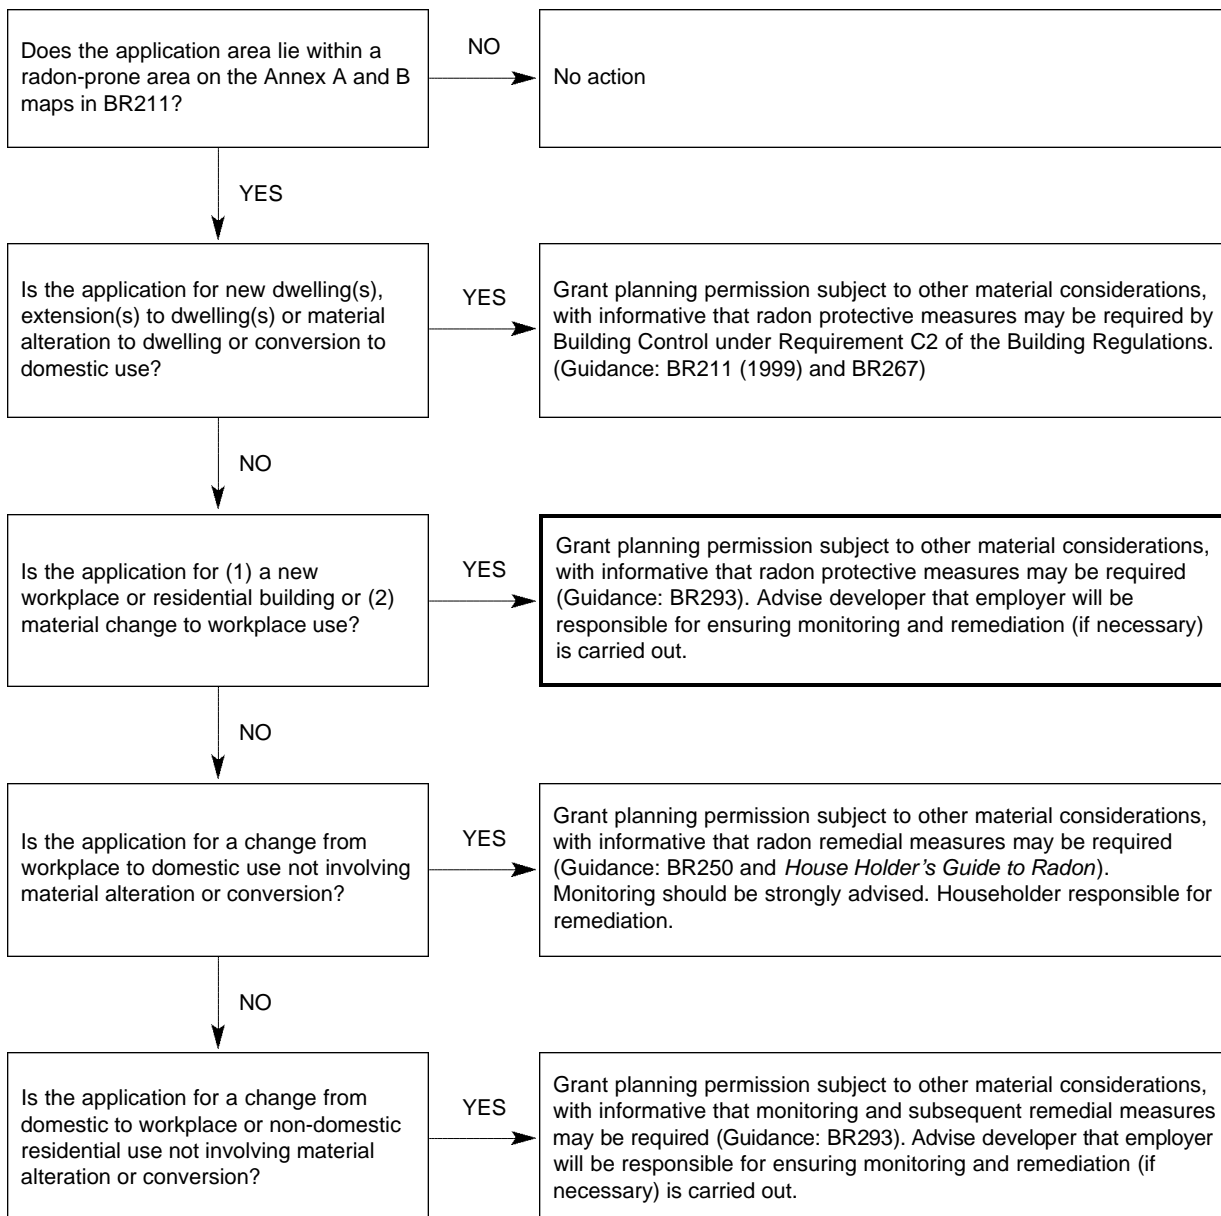 Does the application area lie within a
radon-prone area on the Annex A and B
maps in BR211?
NO
No action
YES
Is the application for new dwelling(s),
extension(s) to dwelling(s) or material
alteration to dwelling or conversion to
domestic use?
YES
Grant planning permission subject to other material considerations,
with informative that radon protective measures may be required by
Building Control under Requirement C2 of the Building Regulations.
(Guidance: BR211 (1999) and BR267)
NO
Is the application for (1) a new
workplace or residential building or (2)
material change to workplace use?
YES
Grant planning permission subject to other material considerations,
with informative that radon protective measures may be required
(Guidance: BR293). Advise developer that employer will be
responsible for ensuring monitoring and remediation (if necessary)
is carried out.
NO
Is the application for a change from
workplace to domestic use not involving
material alteration or conversion?
YES
Grant planning permission subject to other material considerations,
with informative that radon remedial measures may be required
(Guidance: BR250 and House Holder's Guide to Radon).
Monitoring should be strongly advised. Householder responsible for
remediation.
NO
Is the application for a change from
domestic to workplace or non-domestic
residential use not involving material
alteration or conversion?
YES
Grant planning permission subject to other material considerations,
with informative that monitoring and subsequent remedial measures
may be required (Guidance: BR293). Advise developer that employer
will be responsible for ensuring monitoring and remediation (if
necessary) is carried out.